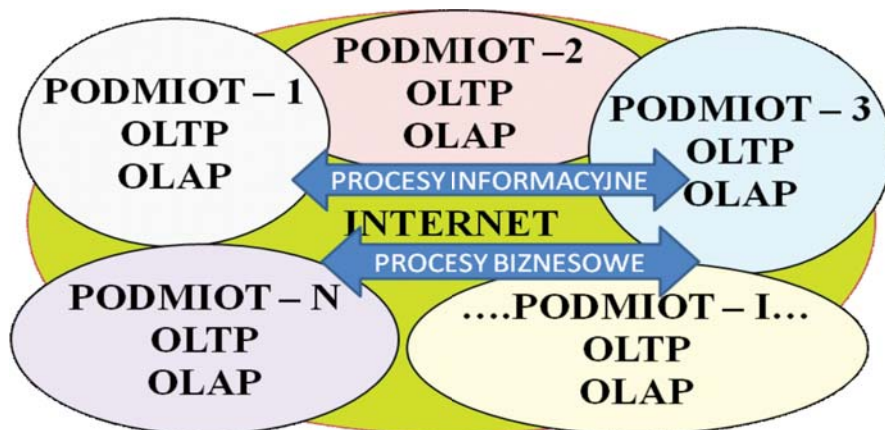 PODMIOT – 1
OLTP
OLAP
PODMIOT –2
OLTP
OLAP
PODMIOT – 3
OLTP
OLAP
PROCESY INFORMACYJNE
INTERNET
PROCESY BIZNESOWE
PODMIOT – N
OLTP
OLAP
….PODMIOT – I…
OLTP
OLAP